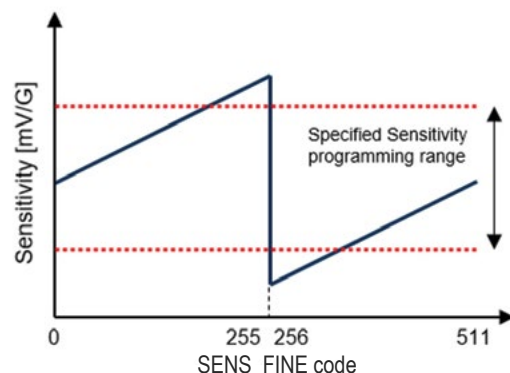 Sensitivity [mV/G]
Specified Sensitivity
programming range
0 255 256 511
SENS_FINE code